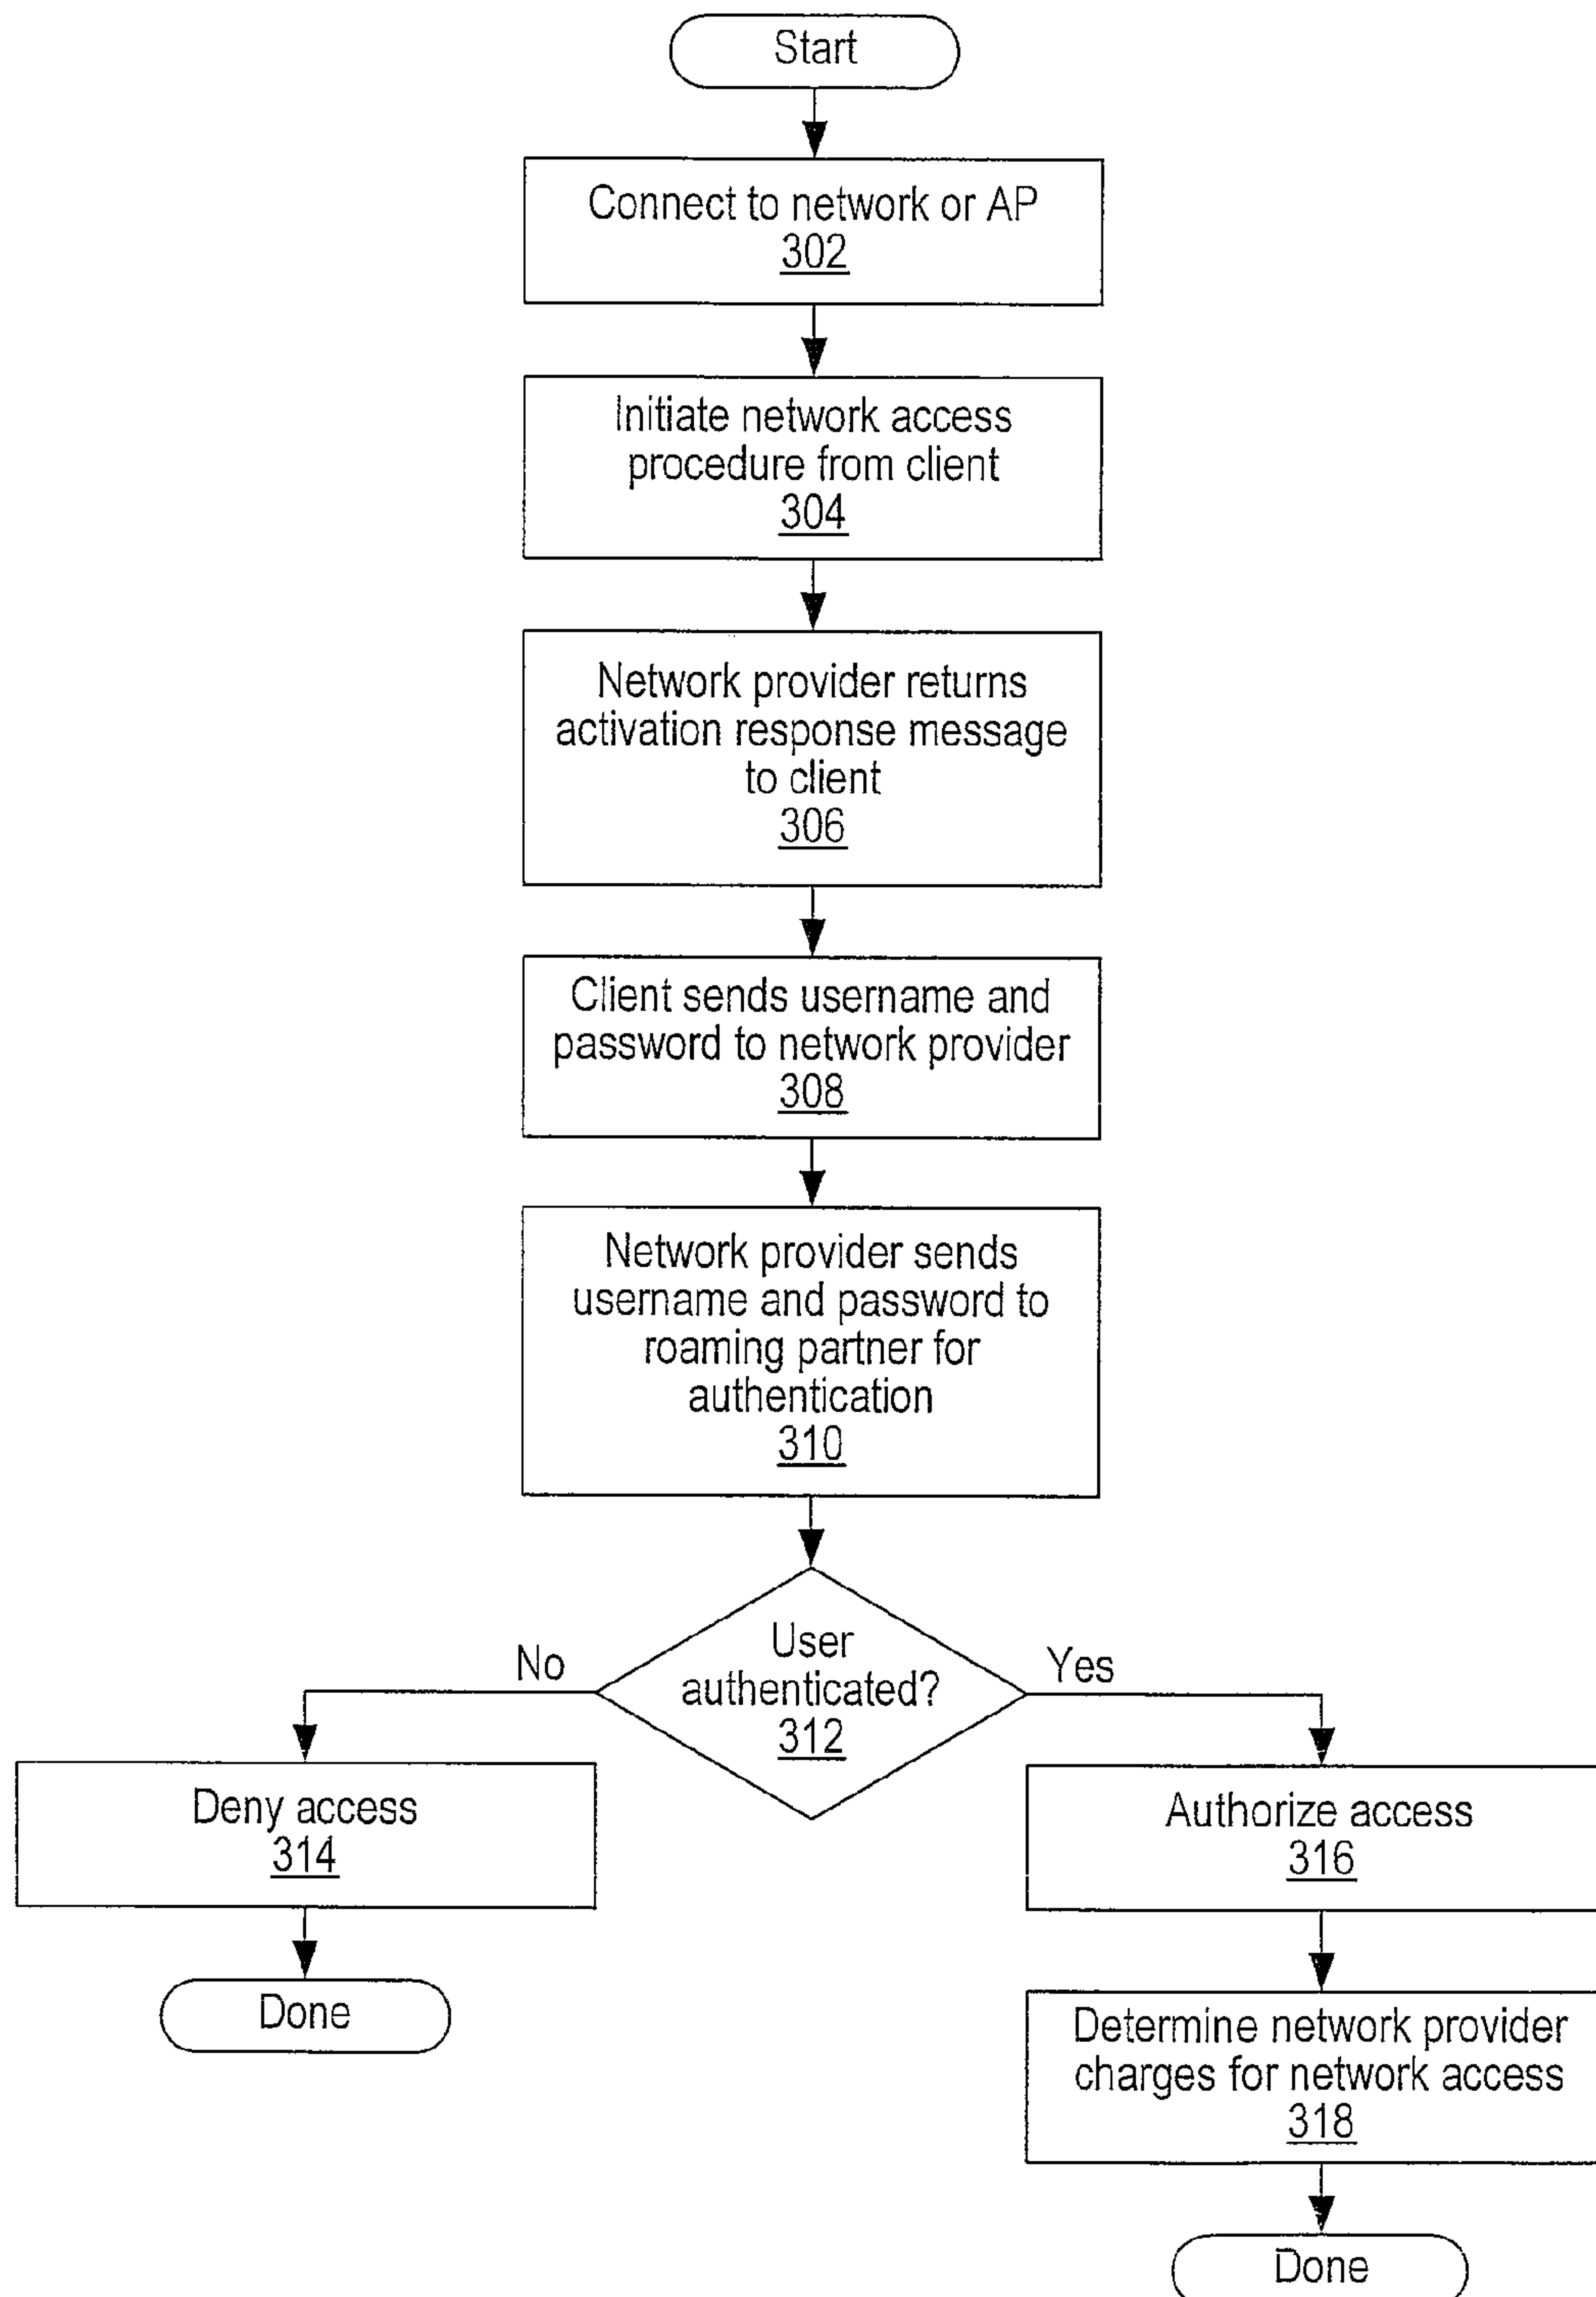 Start
Connect to network or AP
302
Initiate network access
procedure from client
304
Network provider returns
activation response message
to client
306
Client sends username and
password to network provider
308
Network provider sends
username and password to
roaming partner for
authentication
310
User
authenticated?
312
No
Yes
Deny access
314
Done
Authorize access
316
Determine network provider
charges for network access
318
Done